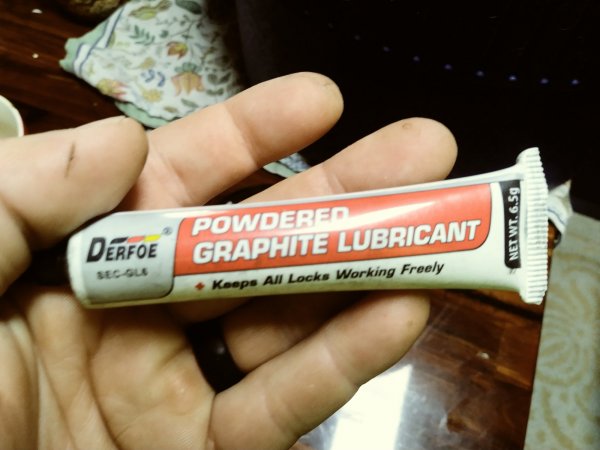 DERFOE®
SEC-GL6
POWDERED
GRAPHITE LUBRICANT
+ Keeps All Locks Working Freely
NET WT. 6.5g